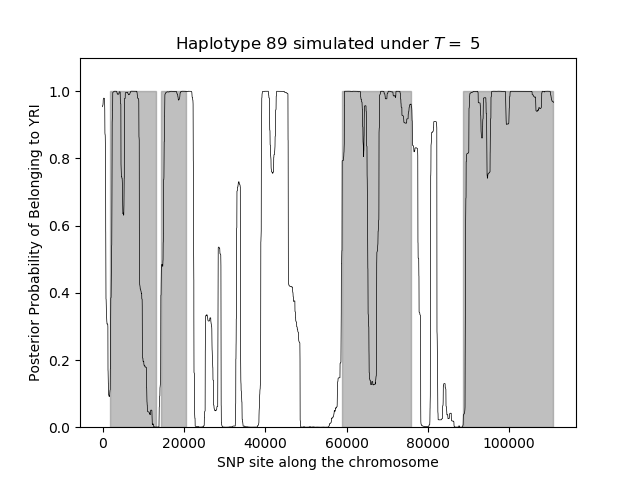 Haplotype 89 simulated under T = 5
Posterior Probability of Belonging to YRI
1.0
0.8
0.6
0.4
0.2
0.0
0 20000 40000 60000 80000 100000
SNP site along the chromosome